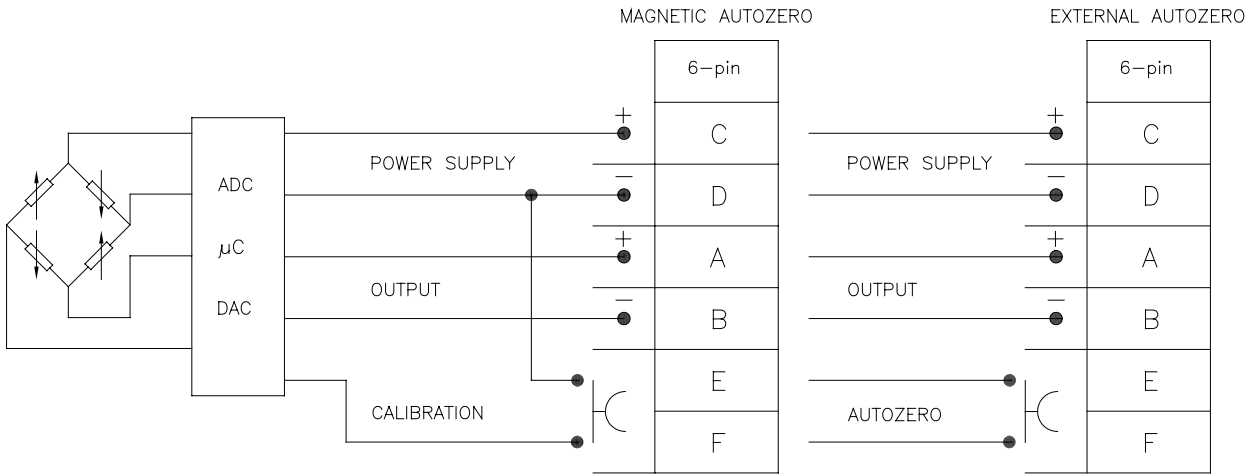 MAGNETIC AUTOZERO
EXTERNAL AUTOZERO
6-pin
6-pin
+
C
+
C
POWER SUPPLY
POWER SUPPLY
ADC
−
D
−
D
+
A
+
A
µC
OUTPUT
OUTPUT
DAC
−
B
−
B
E
E
CALIBRATION
AUTOZERO
F
F